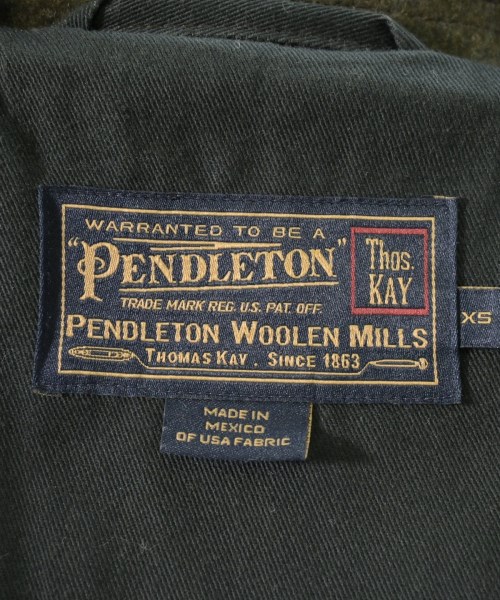 WARRANTED TO BE A
"PENDLETON"
TRADE MARK REG. U.S. PAT. OFF.
Thos.
KAY
PENDLETON WOOLEN MILLS
THOMAS KAY . SINCE 1863
XS
MADE IN
MEXICO
OF USA FABRIC